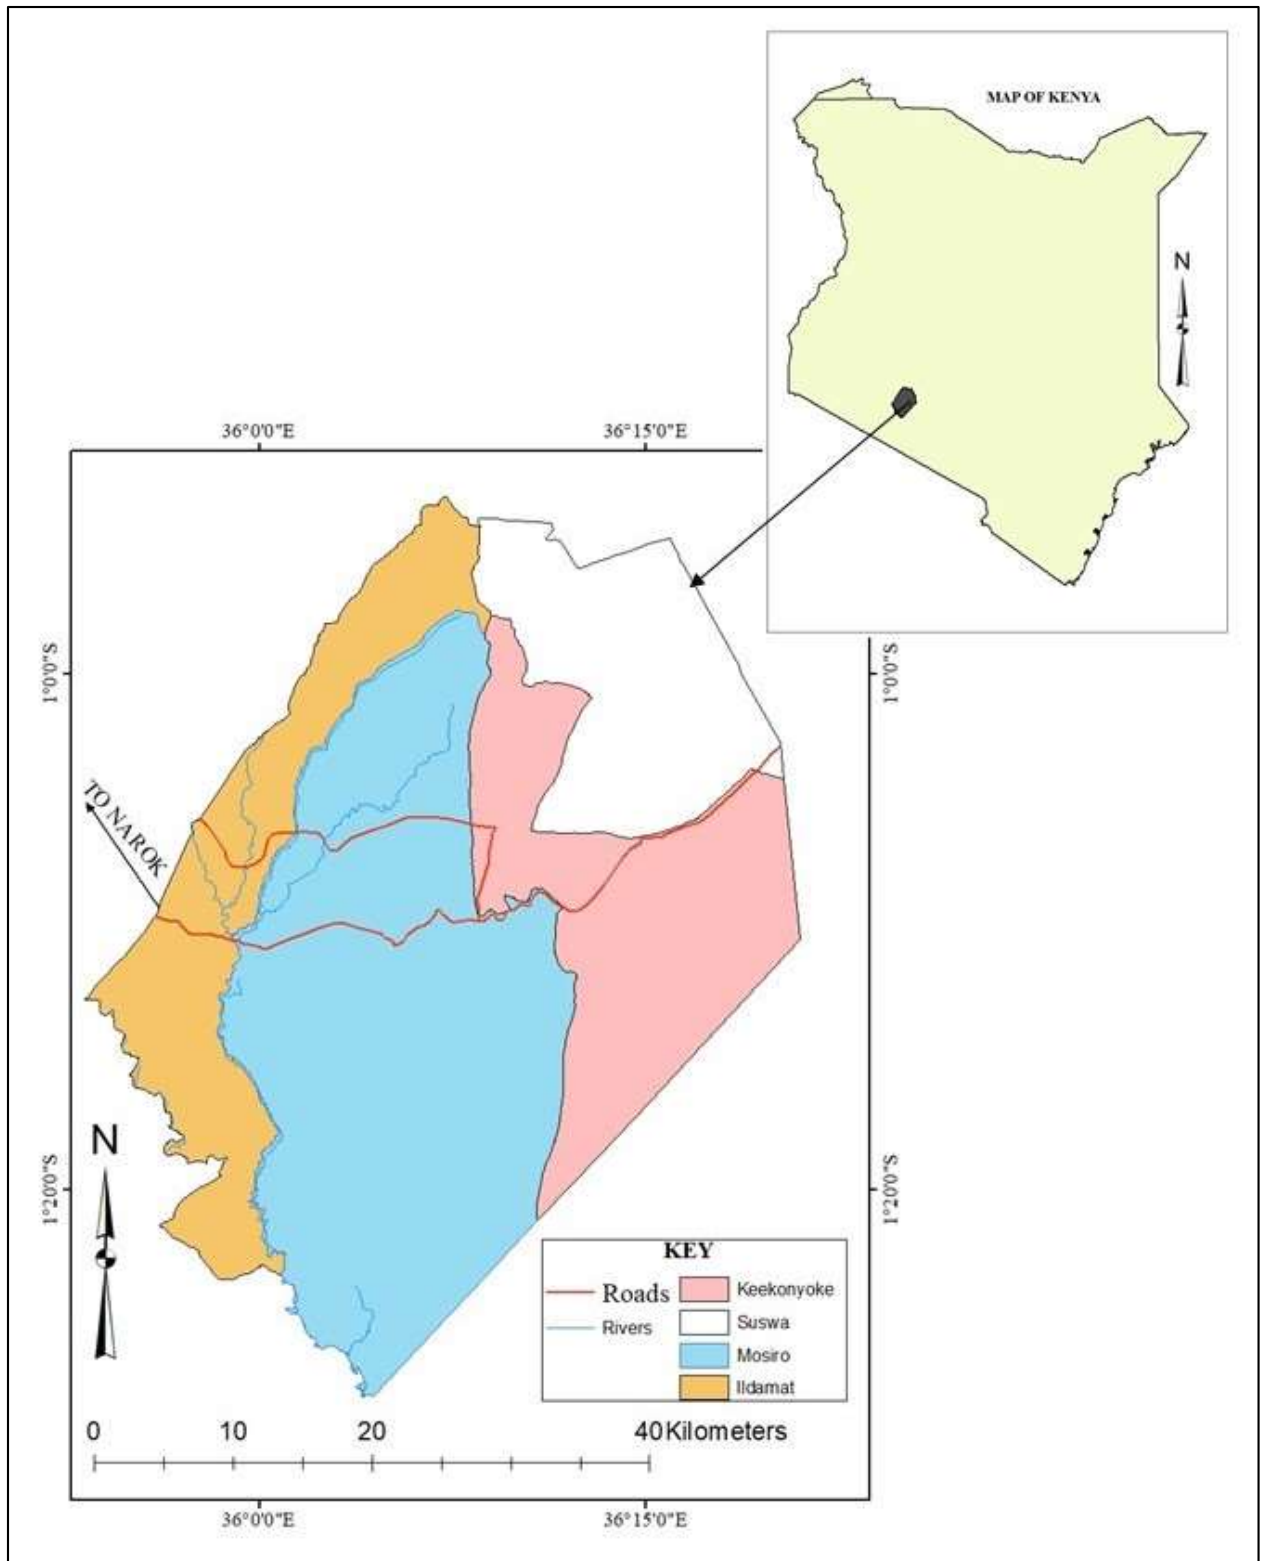 MAP OF KENYA
N
36°0'0"E
36°15'0"E
1°0'0"S
1°0'0"S
TO NAROK
N
1°20'0"S
1°20'0"S
KEY
Roads
Rivers
Keekonyoke
Suswa
Mosiro
Ildamat
0 10 20 40 Kilometers
36°0'0"E
36°15'0"E